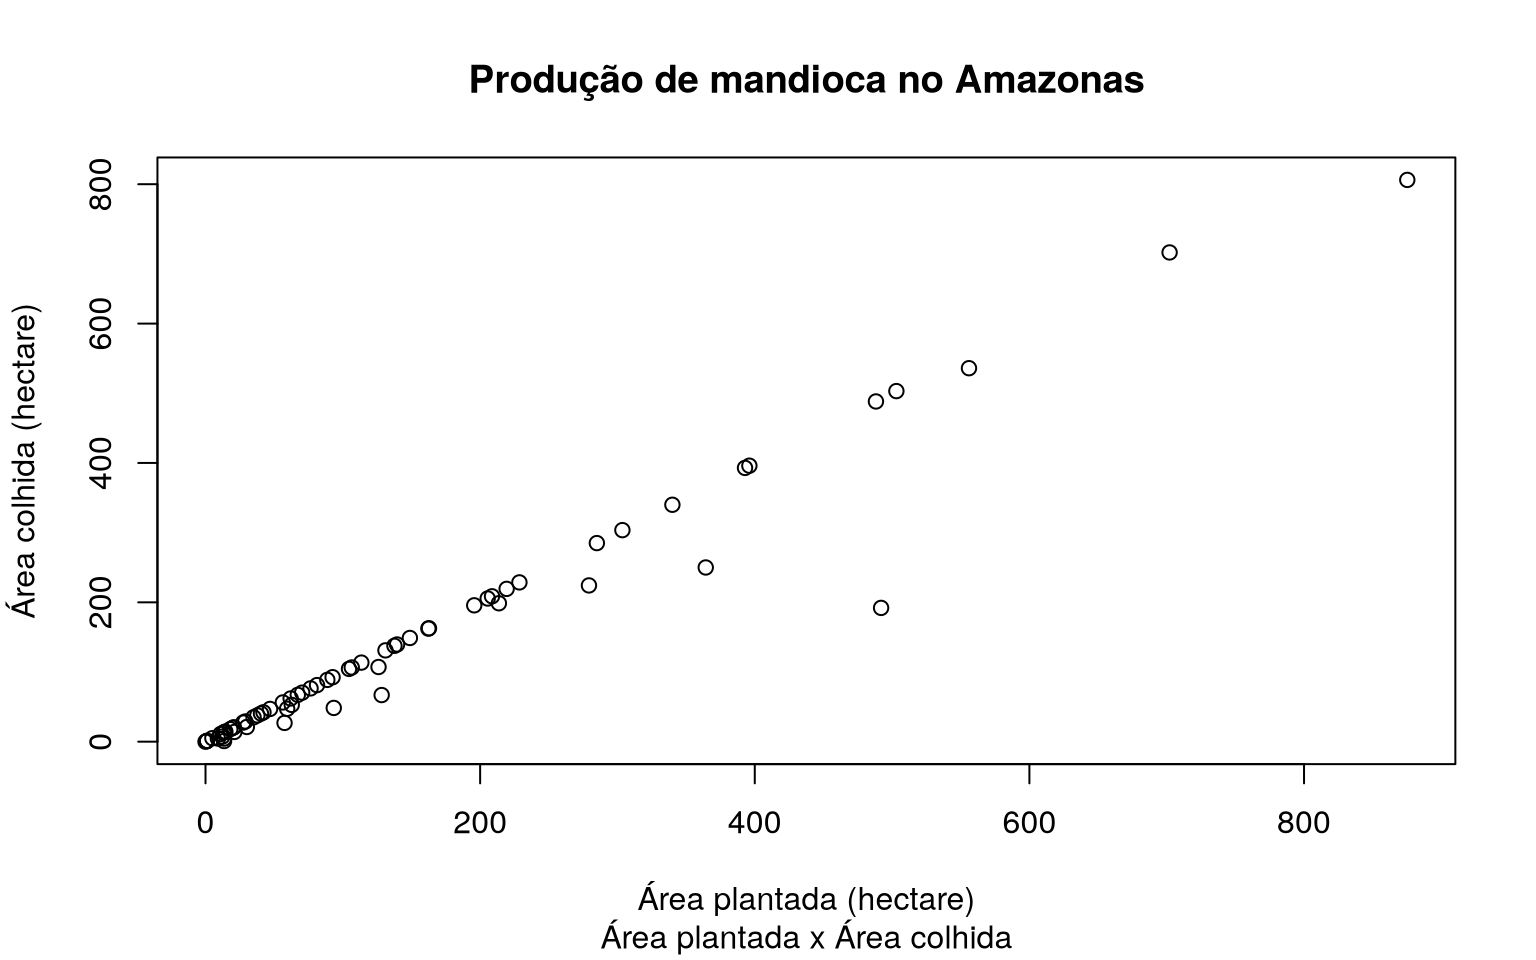 Produção de mandioca no Amazonas
Área colhida (hectare)
800
600
400
200
0
0 200 400 600 800
Área plantada (hectare)
Área plantada x Área colhida